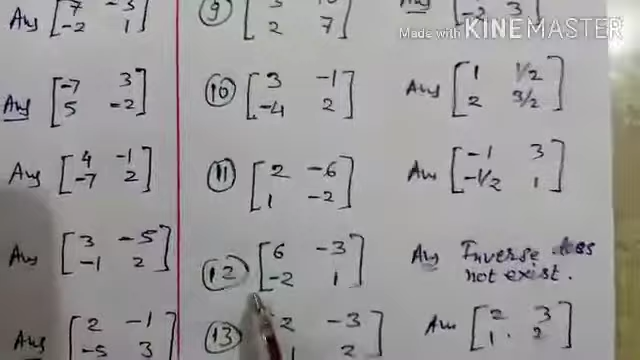 Ans [ 7 -3
-2 1 ]
Ans [ -7 3
5 -2 ]
Ans [ 4 -1
-7 2 ]
Ans [ 3 -5
-1 2 ]
Ans [ 2 -1
-5 3 ]
(9) [
2 7 ]
(10) [ 3 -1
-4 2 ]
(11) [ 2 -6
1 -2 ]
(12) [ 6 -3
-2 1 ]
(13) 2 -3
2 ]
Ans [
-2 3 ]
Ans [ 1 1/2
2 3/2 ]
Ans [ -1 3
-1/2 1 ]
Ans Inverse does
not exist.
Ans [ 2 3
1. 2 ]
Made with KINEMASTER